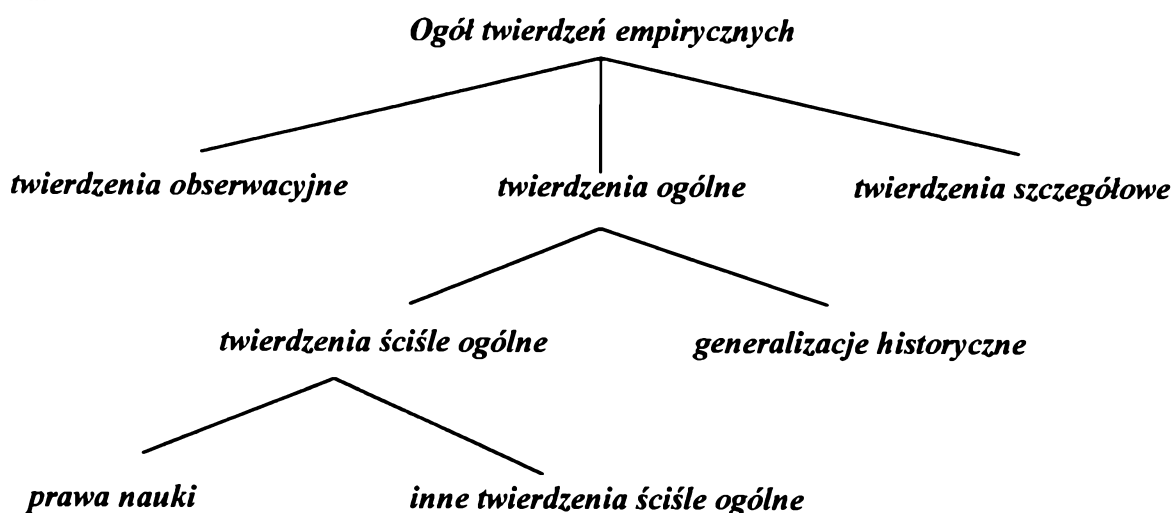 Ogół twierdzeń empirycznych
twierdzenia obserwacyjne twierdzenia ogólne twierdzenia szczegółowe
twierdzenia ściśle ogólne generalizacje historyczne
prawa nauki inne twierdzenia ściśle ogólne